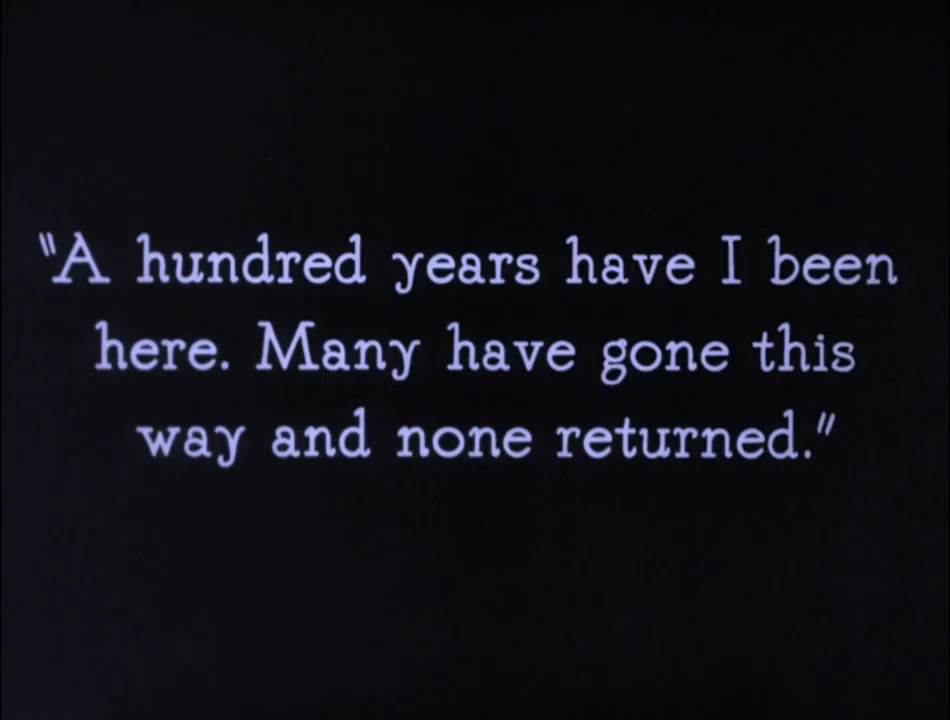 "A hundred years have I been
here. Many have gone this
way and none returned."